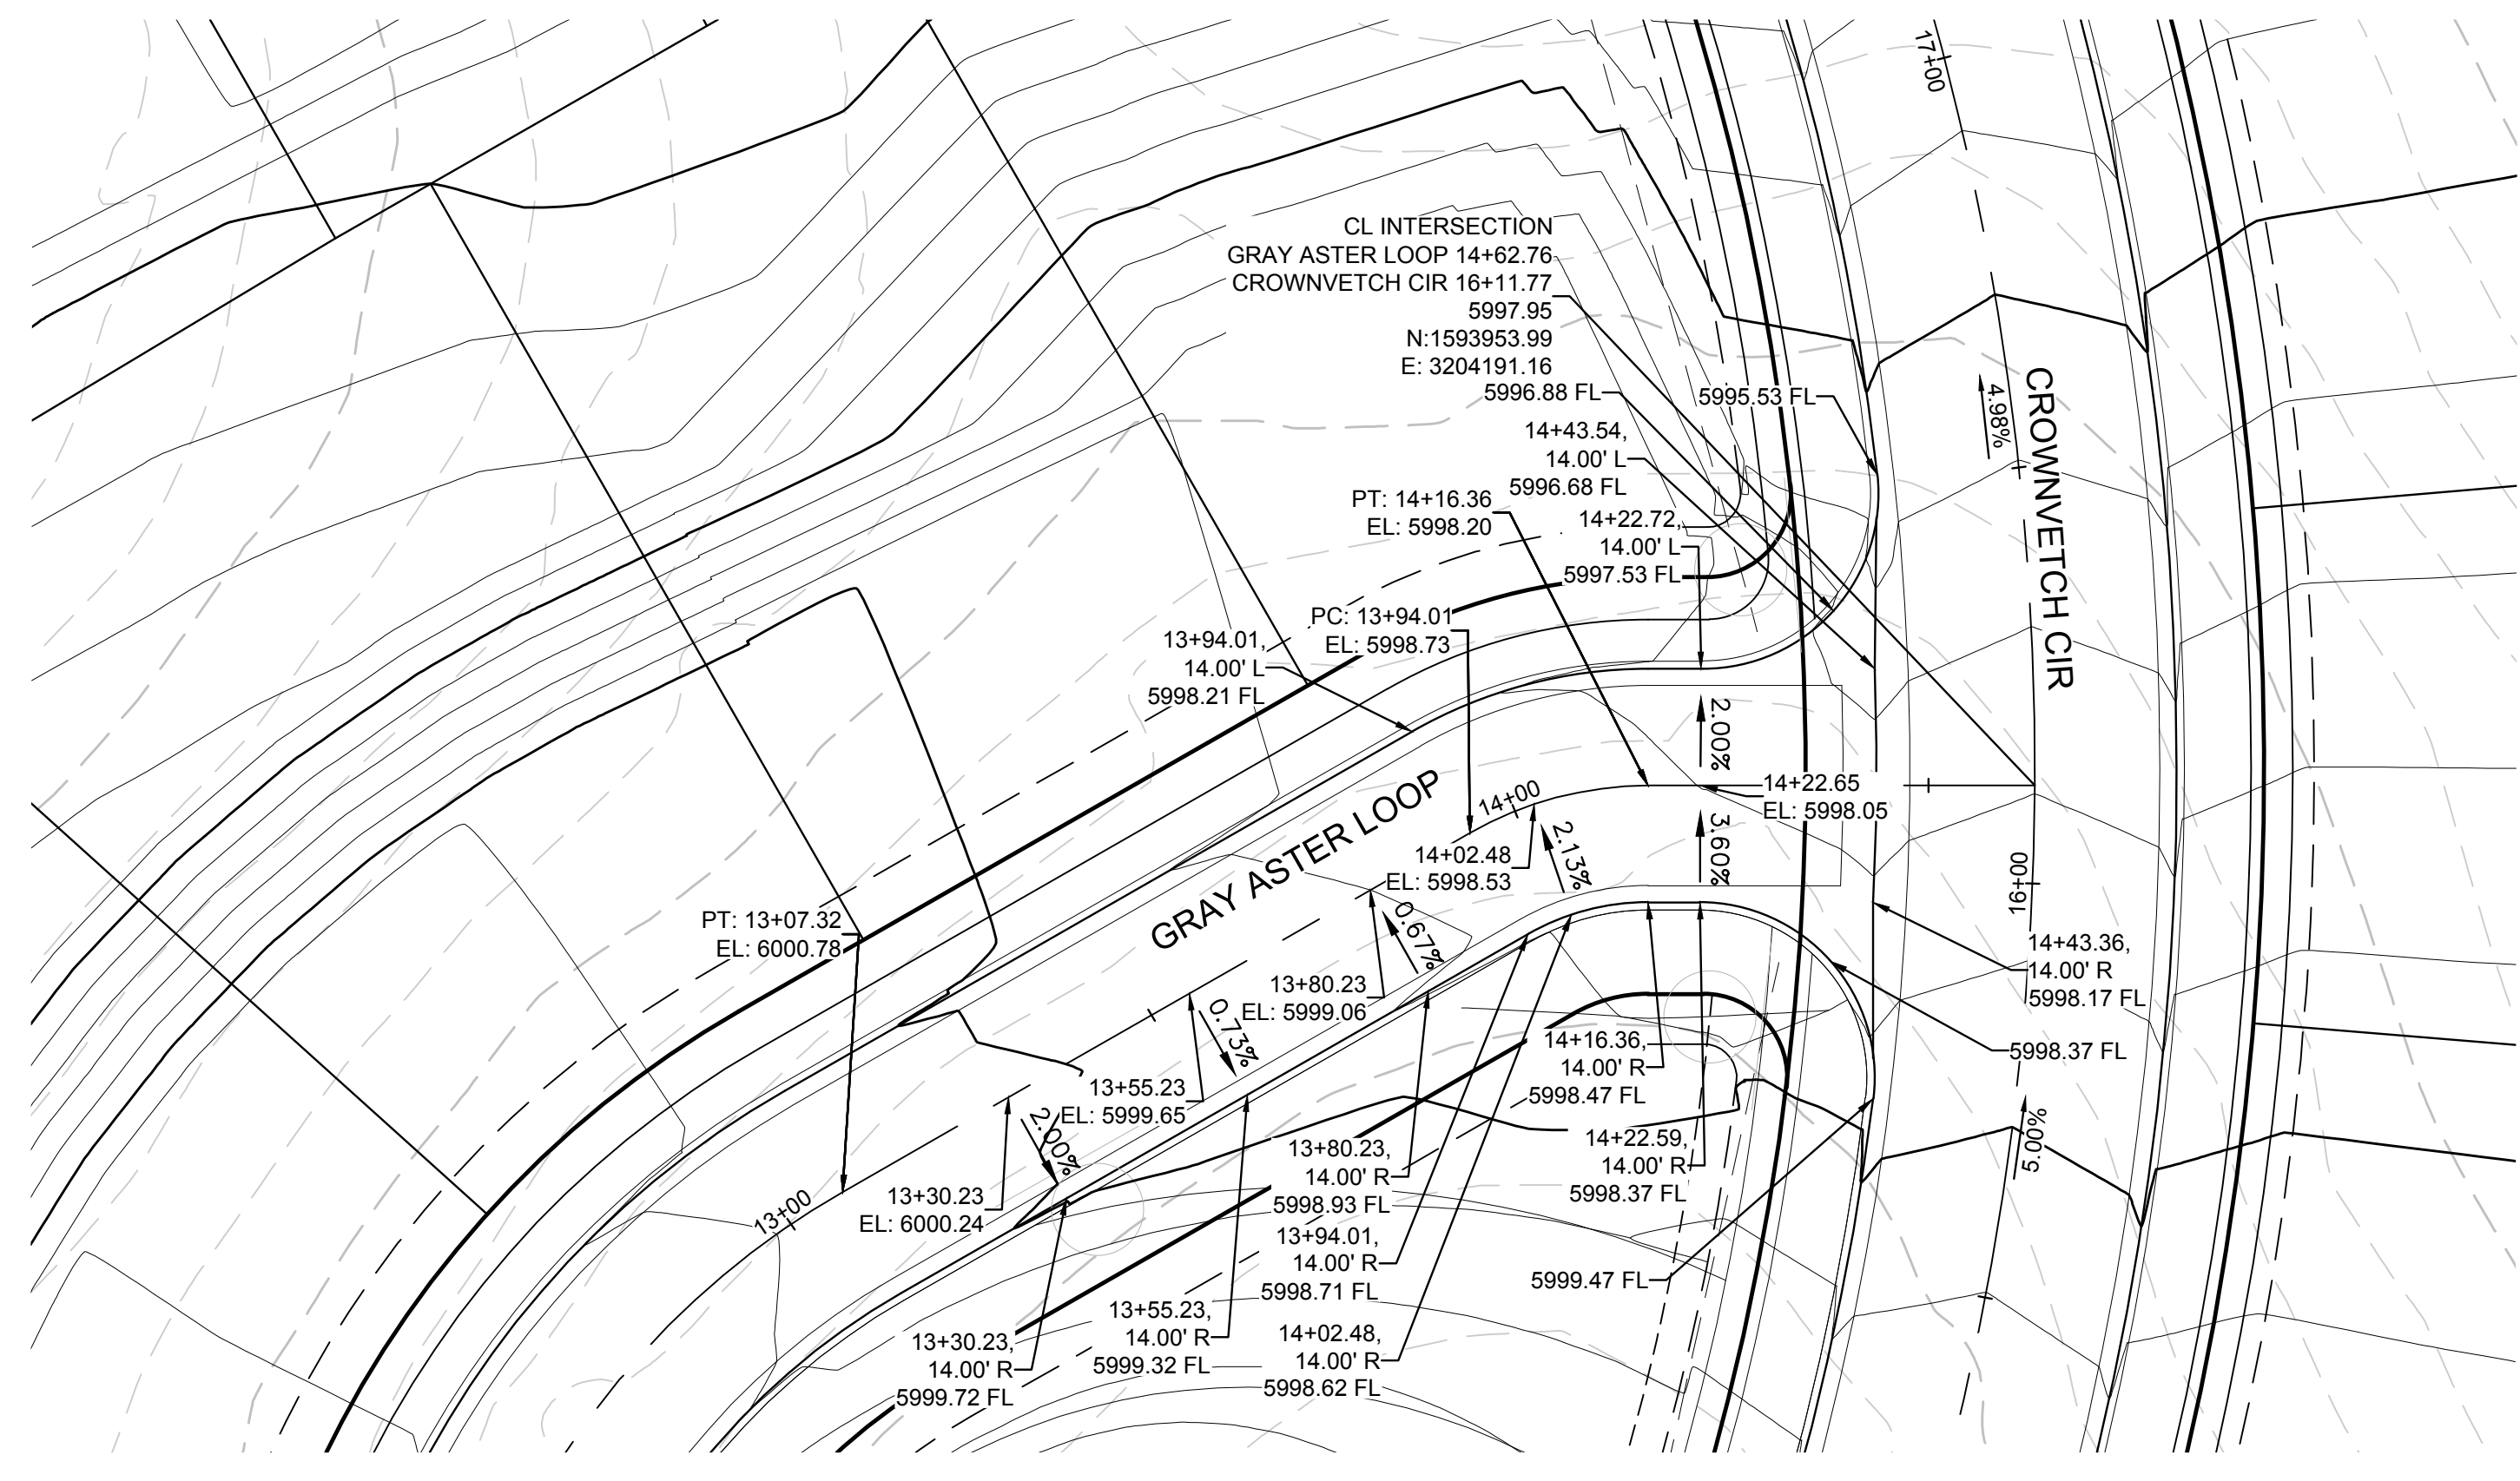 17+00
CL INTERSECTION
GRAY ASTER LOOP 14+62.76
CROWNVETCH CIR 16+11.77
5997.95
N:1593953.99
E: 3204191.16
5996.88 FL
5995.53 FL
4.98%
CROWNVETCH CIR
14+43.54,
14.00' L
5996.68 FL
PT: 14+16.36
EL: 5998.20
14+22.72,
14.00' L
5997.53 FL
PC: 13+94.01
EL: 5998.73
13+94.01,
14.00' L
5998.21 FL
2.00%
14+22.65
EL: 5998.05
14+00
GRAY ASTER LOOP
3.60%
2.13%
14+02.48
EL: 5998.53
16+00
PT: 13+07.32
EL: 6000.78
0.67%
14+43.36,
14.00' R
5998.17 FL
13+80.23
EL: 5999.06
0.73%
14+16.36,
14.00' R
5998.47 FL
5998.37 FL
13+55.23
EL: 5999.65
2.00%
5.00%
13+80.23,
14.00' R
5998.93 FL
14+22.59,
14.00' R
5998.37 FL
13+00
13+30.23
EL: 6000.24
13+94.01,
14.00' R
5998.71 FL
5999.47 FL
13+55.23,
14.00' R
5999.32 FL
13+30.23,
14.00' R
5999.72 FL
14+02.48,
14.00' R
5998.62 FL